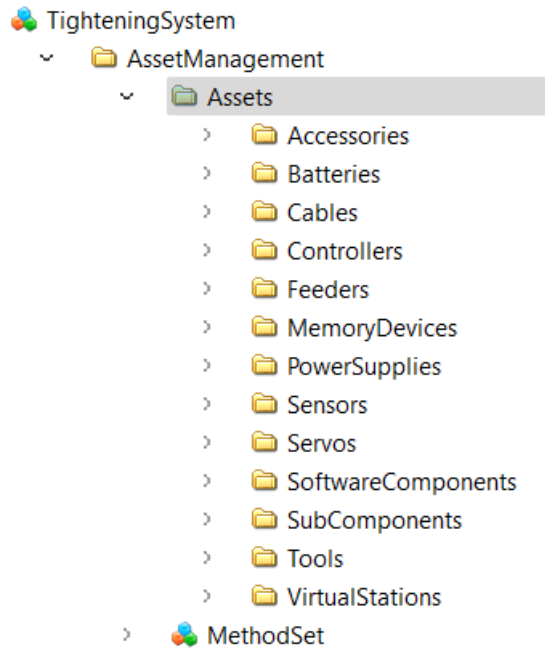 TighteningSystem
AssetManagement
Assets
Accessories
Batteries
Cables
Controllers
Feeders
MemoryDevices
PowerSupplies
Sensors
Servos
SoftwareComponents
SubComponents
Tools
VirtualStations
MethodSet